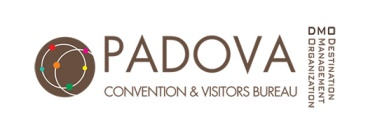 PADOVA
CONVENTION & VISITORS BUREAU
DMO
DESTINATION
MANAGEMENT
ORGANIZATION